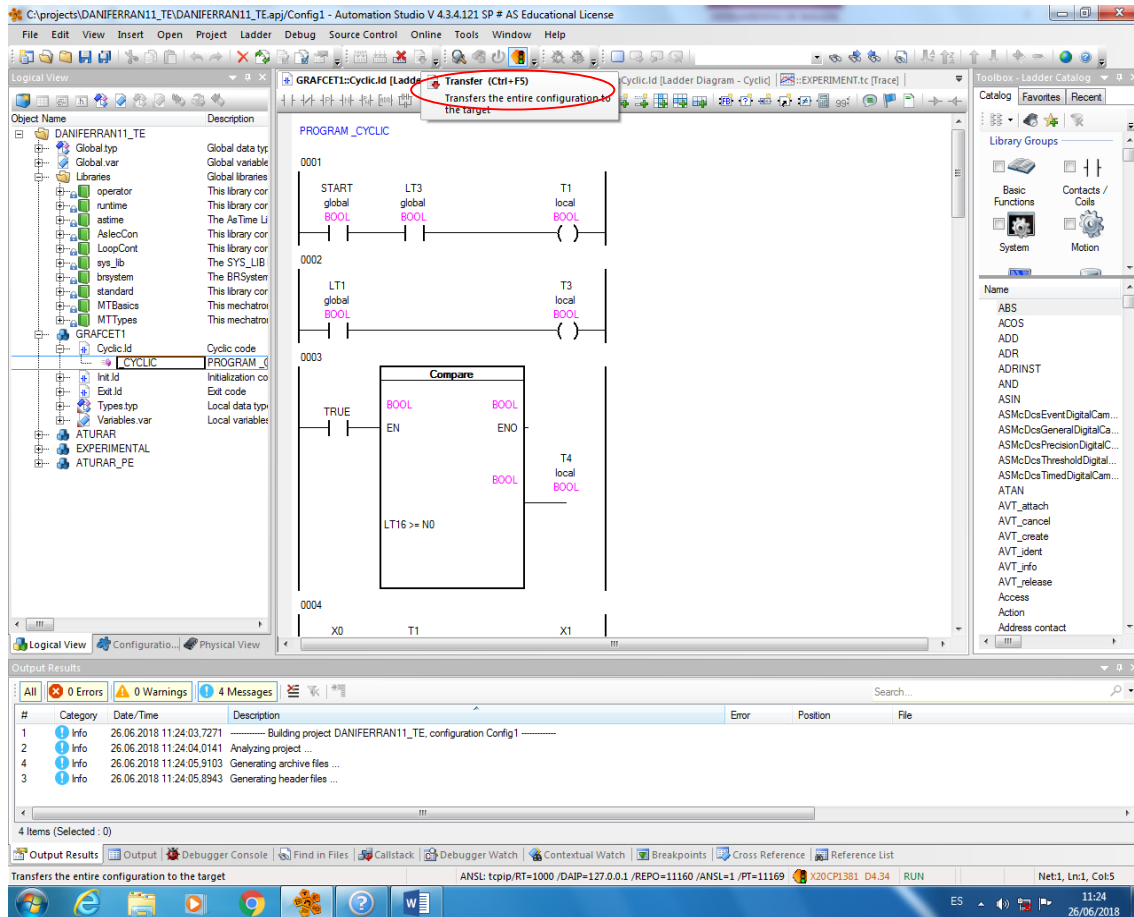 C:\projects\DANIFERRAN11_TE\DANIFERRAN11_TE.apj/Config1 - Automation Studio V 4.3.4.121 SP # AS Educational License
File Edit View Insert Open Project Ladder Debug Source Control Online Tools Window Help
Logical View
Object Name Description
DANIFERRAN11_TE
Global.typ Global data typ
Global.var Global variable
Libraries Global libraries
operator This library cor
runtime This library cor
astime The AsTime Li
AsIecCon This library cor
LoopCont This library cor
sys_lib The SYS_LIB
brsystem The BRSystem
standard This library cor
MTBasics This mechatror
MTTypes This mechatror
GRAFCET1
Cyclic.ld Cyclic code
_CYCLIC PROGRAM _C
Init.ld Initialization co
Exit.ld Exit code
Types.typ Local data type
Variables.var Local variables
ATURAR
EXPERIMENTAL
ATURAR_PE
Logical View Configuratio... Physical View
GRAFCET1::Cyclic.ld [Ladde Cyclic.ld [Ladder Diagram - Cyclic] ::EXPERIMENT.tc [Trace]
Transfer (Ctrl+F5)
Transfers the entire configuration to
the target
PROGRAM _CYCLIC
0001
START LT3 T1
global global local
BOOL BOOL BOOL
0002
LT1 T3
global local
BOOL BOOL
0003
Compare
BOOL BOOL
TRUE
EN ENO
T4
local
BOOL BOOL
LT16 >= N0
0004
X0 T1 X1
Toolbox - Ladder Catalog
Catalog Favorites Recent
Library Groups
Basic Functions
Contacts / Coils
System Motion
Name
ABS
ACOS
ADD
ADR
ADRINST
AND
ASIN
ASMcDcsEventDigitalCam...
ASMcDcsGeneralDigitalCa...
ASMcDcsPrecisionDigitalC...
ASMcDcsThresholdDigital...
ASMcDcsTimedDigitalCam...
ATAN
AVT_attach
AVT_cancel
AVT_create
AVT_ident
AVT_info
AVT_release
Access
Action
Address contact
Output Results
All 0 Errors 0 Warnings 4 Messages Search...
# Category Date/Time Description Error Position File
1 Info 26.06.2018 11:24:03,7271 ------------ Building project DANIFERRAN11_TE, configuration Config1 ------------
2 Info 26.06.2018 11:24:04,0141 Analyzing project ...
4 Info 26.06.2018 11:24:05,9103 Generating archive files ...
3 Info 26.06.2018 11:24:05,8943 Generating header files ...
4 Items (Selected : 0)
Output Results Output Debugger Console Find in Files Callstack Debugger Watch Contextual Watch Breakpoints Cross Reference Reference List
Transfers the entire configuration to the target ANSL: tcpip/RT=1000 /DAIP=127.0.0.1 /REPO=11160 /ANSL=1 /PT=11169 X20CP1381 D4.34 RUN Net:1, Ln:1, Col:5
ES 11:24
26/06/2018